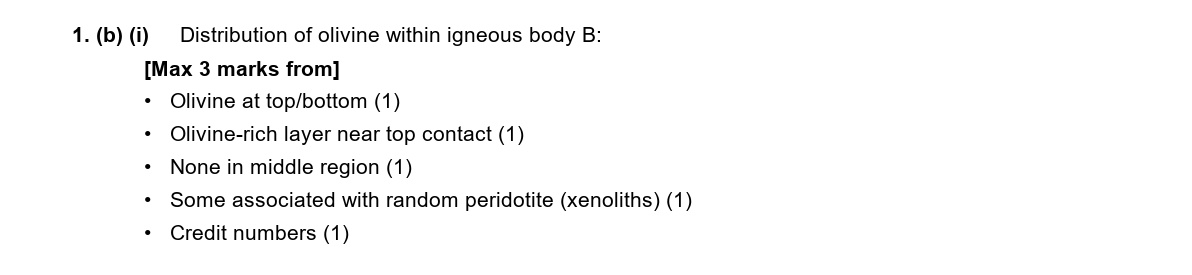 1. (b) (i) Distribution of olivine within igneous body B:
[Max 3 marks from]
• Olivine at top/bottom (1)
• Olivine-rich layer near top contact (1)
• None in middle region (1)
• Some associated with random peridotite (xenoliths) (1)
• Credit numbers (1)